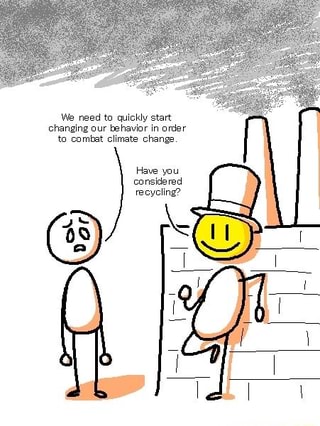 We need to quickly start
changing our behavior in order
to combat climate change.
Have you
considered
recycling?